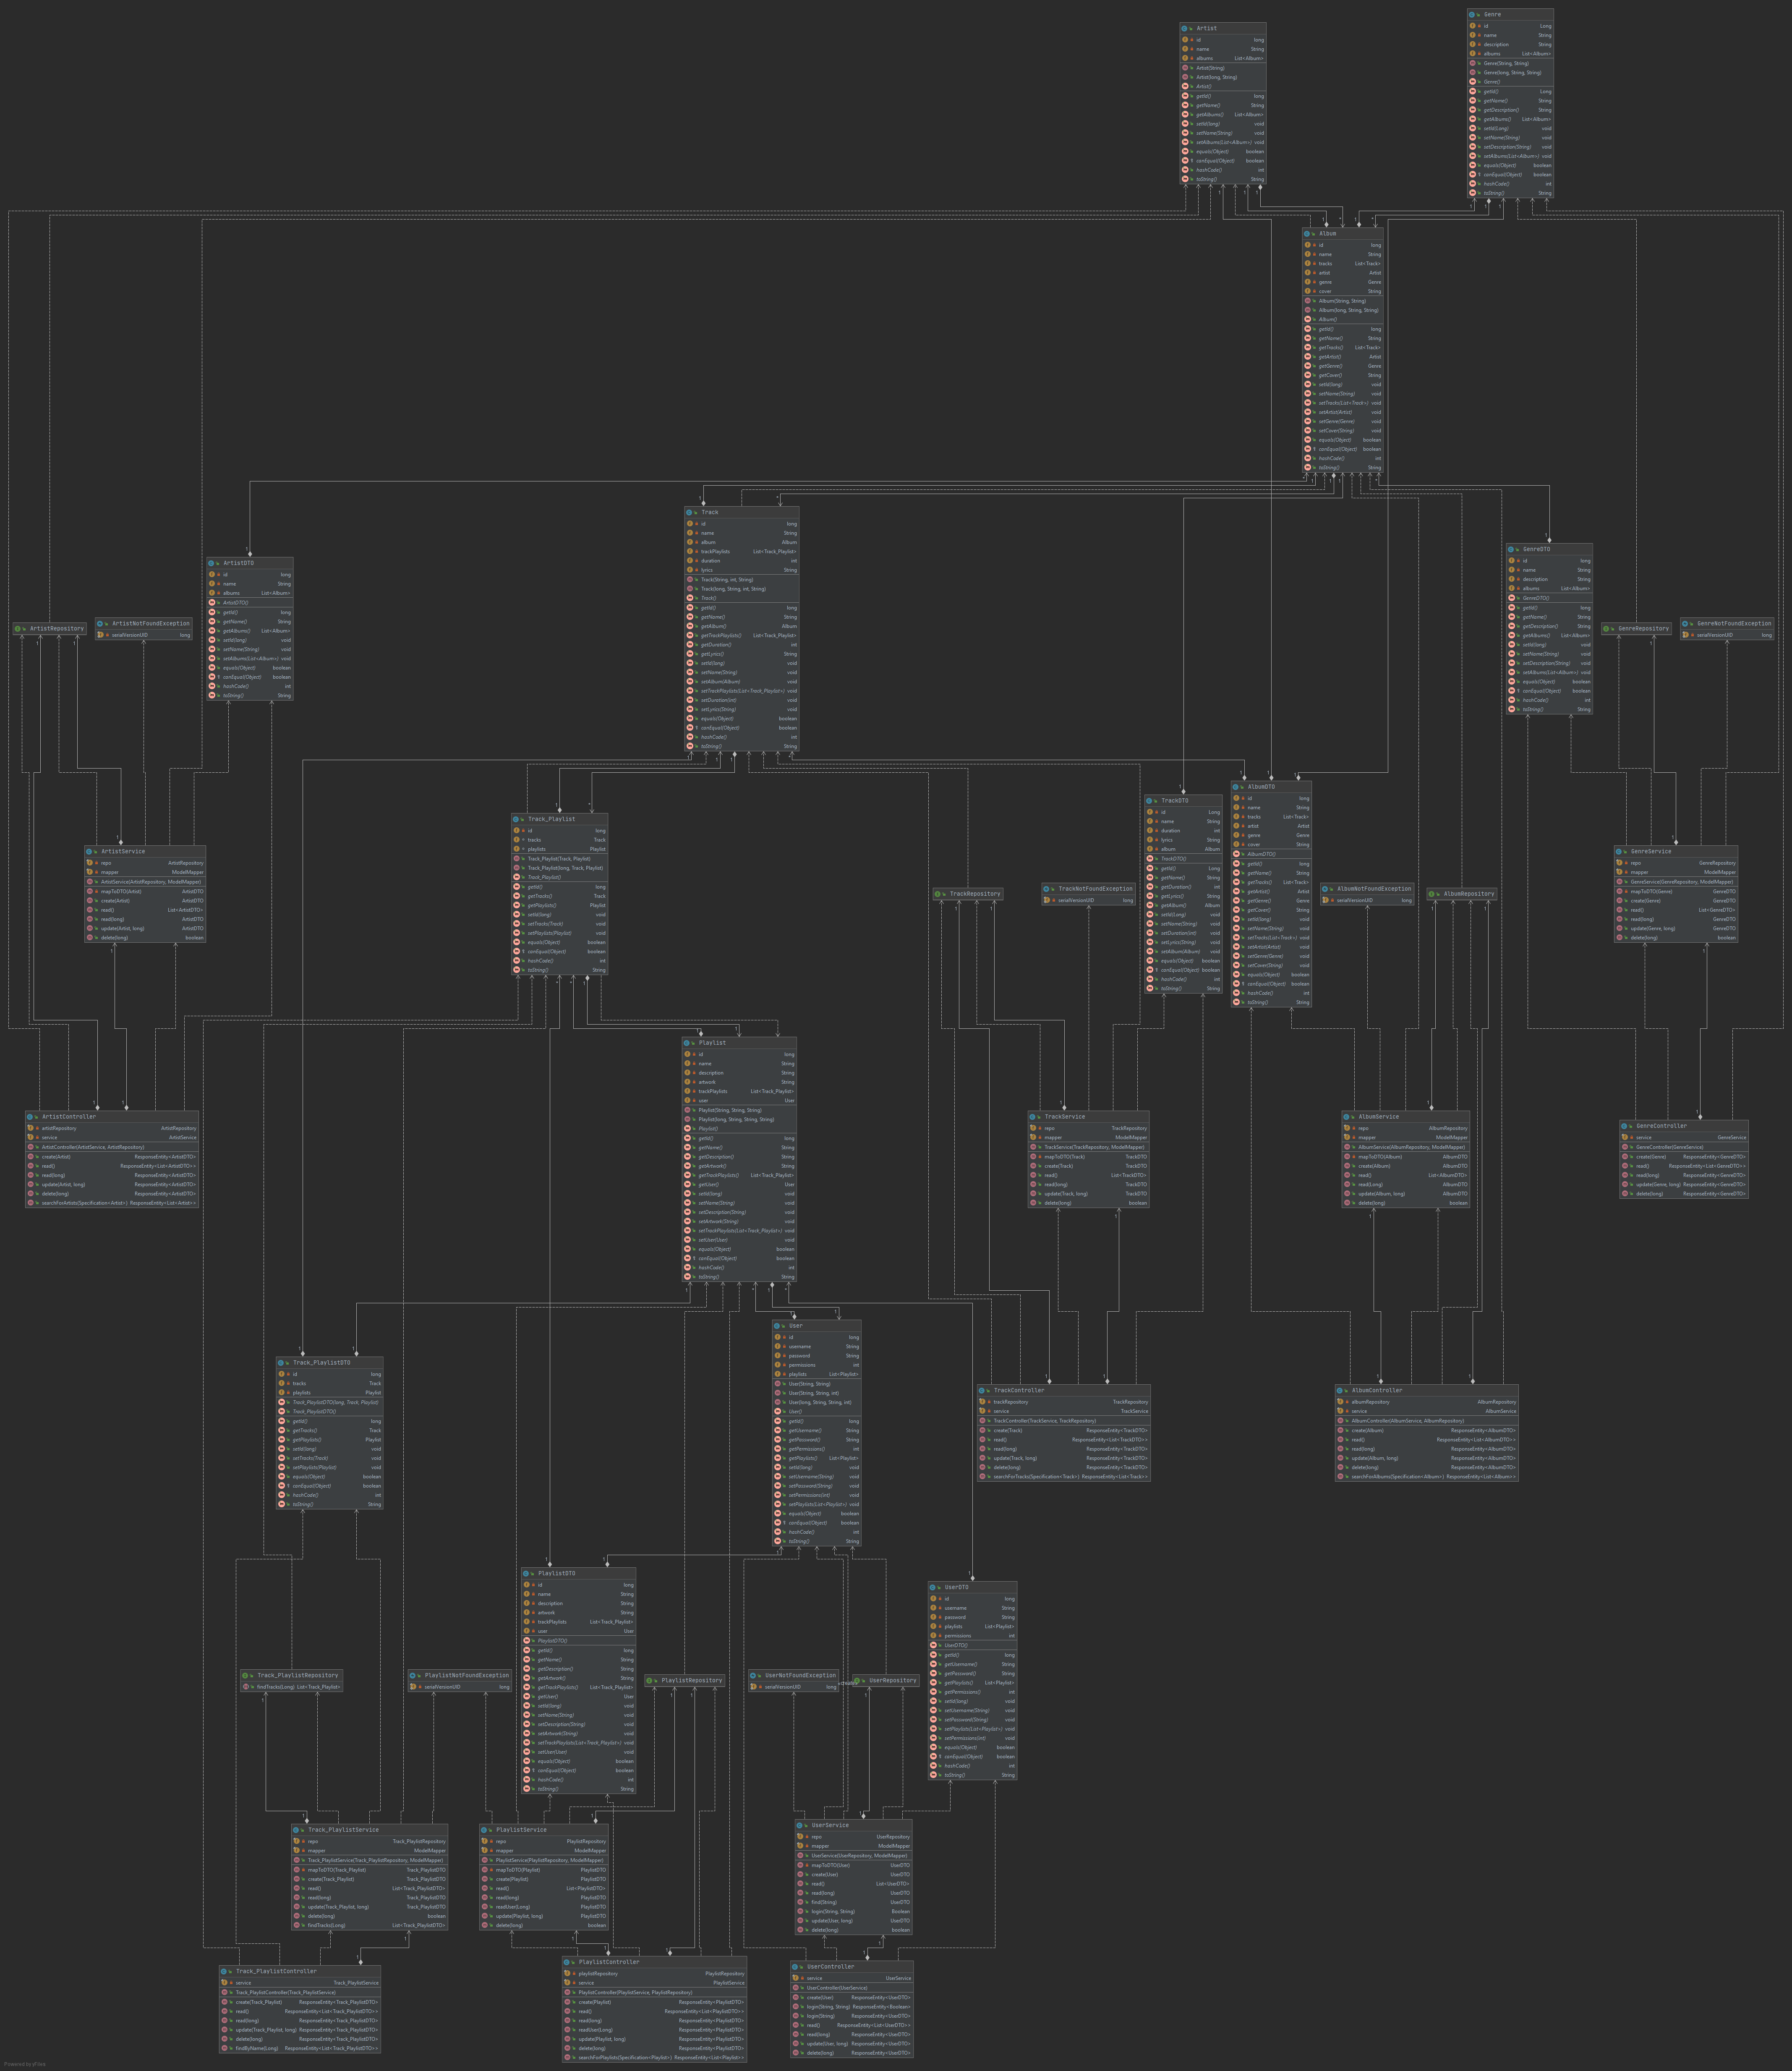 Artist
id long
name String
albums List<Album>
Artist(String)
Artist(long, String)
Artist()
getId() long
getName() String
getAlbums() List<Album>
setId(long) void
setName(String) void
setAlbums(List<Album>) void
equals(Object) boolean
canEqual(Object) boolean
hashCode() int
toString() String
Genre
id Long
name String
description String
albums List<Album>
Genre(String, String)
Genre(long, String, String)
Genre()
getId() Long
getName() String
getDescription() String
getAlbums() List<Album>
setId(Long) void
setName(String) void
setDescription(String) void
setAlbums(List<Album>) void
equals(Object) boolean
canEqual(Object) boolean
hashCode() int
toString() String
Album
id long
name String
tracks List<Track>
artist Artist
genre Genre
cover String
Album(String, String)
Album(long, String, String)
Album()
getId() long
getName() String
getTracks() List<Track>
getArtist() Artist
getGenre() Genre
getCover() String
setId(long) void
setName(String) void
setTracks(List<Track>) void
setArtist(Artist) void
setGenre(Genre) void
setCover(String) void
equals(Object) boolean
canEqual(Object) boolean
hashCode() int
toString() String
Track
id long
name String
album Album
trackPlaylists List<Track_Playlist>
duration int
lyrics String
Track(String, int, String)
Track(long, String, int, String)
Track()
getId() long
getName() String
getAlbum() Album
getTrackPlaylists() List<Track_Playlist>
getDuration() int
getLyrics() String
setId(long) void
setName(String) void
setAlbum(Album) void
setTrackPlaylists(List<Track_Playlist>) void
setDuration(int) void
setLyrics(String) void
equals(Object) boolean
canEqual(Object) boolean
hashCode() int
toString() String
ArtistDTO
id long
name String
albums List<Album>
ArtistDTO()
getId() long
getName() String
getAlbums() List<Album>
setId(long) void
setName(String) void
setAlbums(List<Album>) void
equals(Object) boolean
canEqual(Object) boolean
hashCode() int
toString() String
GenreDTO
id long
name String
description String
albums List<Album>
GenreDTO()
getId() long
getName() String
getDescription() String
getAlbums() List<Album>
setId(long) void
setName(String) void
setDescription(String) void
setAlbums(List<Album>) void
equals(Object) boolean
canEqual(Object) boolean
hashCode() int
toString() String
ArtistRepository
ArtistNotFoundException
serialVersionUID long
GenreRepository
GenreNotFoundException
serialVersionUID long
Track_Playlist
id long
tracks Track
playlists Playlist
Track_Playlist(Track, Playlist)
Track_Playlist(long, Track, Playlist)
Track_Playlist()
getId() long
getTracks() Track
getPlaylists() Playlist
setId(long) void
setTracks(Track) void
setPlaylists(Playlist) void
equals(Object) boolean
canEqual(Object) boolean
hashCode() int
toString() String
TrackDTO
id Long
name String
duration int
lyrics String
album Album
TrackDTO()
getId() Long
getName() String
getDuration() int
getLyrics() String
getAlbum() Album
setId(Long) void
setName(String) void
setDuration(int) void
setLyrics(String) void
setAlbum(Album) void
equals(Object) boolean
canEqual(Object) boolean
hashCode() int
toString() String
AlbumDTO
id long
name String
tracks List<Track>
artist Artist
genre Genre
cover String
AlbumDTO()
getId() long
getName() String
getTracks() List<Track>
getArtist() Artist
getGenre() Genre
getCover() String
setId(long) void
setName(String) void
setTracks(List<Track>) void
setArtist(Artist) void
setGenre(Genre) void
setCover(String) void
equals(Object) boolean
canEqual(Object) boolean
hashCode() int
toString() String
ArtistService
repo ArtistRepository
mapper ModelMapper
ArtistService(ArtistRepository, ModelMapper)
mapToDTO(Artist) ArtistDTO
create(Artist) ArtistDTO
read() List<ArtistDTO>
read(long) ArtistDTO
update(Artist, long) ArtistDTO
delete(long) boolean
GenreService
repo GenreRepository
mapper ModelMapper
GenreService(GenreRepository, ModelMapper)
mapToDTO(Genre) GenreDTO
create(Genre) GenreDTO
read() List<GenreDTO>
read(long) GenreDTO
update(Genre, long) GenreDTO
delete(long) boolean
TrackRepository
TrackNotFoundException
serialVersionUID long
AlbumNotFoundException
serialVersionUID long
AlbumRepository
Playlist
id long
name String
description String
artwork String
trackPlaylists List<Track_Playlist>
user User
Playlist(String, String, String)
Playlist(long, String, String, String)
Playlist()
getId() long
getName() String
getDescription() String
getArtwork() String
getTrackPlaylists() List<Track_Playlist>
getUser() User
setId(long) void
setName(String) void
setDescription(String) void
setArtwork(String) void
setTrackPlaylists(List<Track_Playlist>) void
setUser(User) void
equals(Object) boolean
canEqual(Object) boolean
hashCode() int
toString() String
ArtistController
artistRepository ArtistRepository
service ArtistService
ArtistController(ArtistService, ArtistRepository)
create(Artist) ResponseEntity<ArtistDTO>
read() ResponseEntity<List<ArtistDTO>>
read(long) ResponseEntity<ArtistDTO>
update(Artist, long) ResponseEntity<ArtistDTO>
delete(long) ResponseEntity<ArtistDTO>
searchForArtists(Specification<Artist>) ResponseEntity<List<Artist>>
TrackService
repo TrackRepository
mapper ModelMapper
TrackService(TrackRepository, ModelMapper)
mapToDTO(Track) TrackDTO
create(Track) TrackDTO
read() List<TrackDTO>
read(long) TrackDTO
update(Track, long) TrackDTO
delete(long) boolean
AlbumService
repo AlbumRepository
mapper ModelMapper
AlbumService(AlbumRepository, ModelMapper)
mapToDTO(Album) AlbumDTO
create(Album) AlbumDTO
read() List<AlbumDTO>
read(Long) AlbumDTO
update(Album, long) AlbumDTO
delete(long) boolean
GenreController
service GenreService
GenreController(GenreService)
create(Genre) ResponseEntity<GenreDTO>
read() ResponseEntity<List<GenreDTO>>
read(long) ResponseEntity<GenreDTO>
update(Genre, long) ResponseEntity<GenreDTO>
delete(long) ResponseEntity<GenreDTO>
User
id long
username String
password String
permissions int
playlists List<Playlist>
User(String, String)
User(String, String, int)
User(long, String, String, int)
User()
getId() long
getUsername() String
getPassword() String
getPermissions() int
getPlaylists() List<Playlist>
setId(long) void
setUsername(String) void
setPassword(String) void
setPermissions(int) void
setPlaylists(List<Playlist>) void
equals(Object) boolean
canEqual(Object) boolean
hashCode() int
toString() String
Track_PlaylistDTO
id long
tracks Track
playlists Playlist
Track_PlaylistDTO(long, Track, Playlist)
Track_PlaylistDTO()
getId() long
getTracks() Track
getPlaylists() Playlist
setId(long) void
setTracks(Track) void
setPlaylists(Playlist) void
equals(Object) boolean
canEqual(Object) boolean
hashCode() int
toString() String
TrackController
trackRepository TrackRepository
service TrackService
TrackController(TrackService, TrackRepository)
create(Track) ResponseEntity<TrackDTO>
read() ResponseEntity<List<TrackDTO>>
read(long) ResponseEntity<TrackDTO>
update(Track, long) ResponseEntity<TrackDTO>
delete(long) ResponseEntity<TrackDTO>
searchForTracks(Specification<Track>) ResponseEntity<List<Track>>
AlbumController
albumRepository AlbumRepository
service AlbumService
AlbumController(AlbumService, AlbumRepository)
create(Album) ResponseEntity<AlbumDTO>
read() ResponseEntity<List<AlbumDTO>>
read(long) ResponseEntity<AlbumDTO>
update(Album, long) ResponseEntity<AlbumDTO>
delete(long) ResponseEntity<AlbumDTO>
searchForAlbums(Specification<Album>) ResponseEntity<List<Album>>
PlaylistDTO
id long
name String
description String
artwork String
trackPlaylists List<Track_Playlist>
user User
PlaylistDTO()
getId() long
getName() String
getDescription() String
getArtwork() String
getTrackPlaylists() List<Track_Playlist>
getUser() User
setId(long) void
setName(String) void
setDescription(String) void
setArtwork(String) void
setTrackPlaylists(List<Track_Playlist>) void
setUser(User) void
equals(Object) boolean
canEqual(Object) boolean
hashCode() int
toString() String
UserDTO
id long
username String
password String
playlists List<Playlist>
permissions int
UserDTO()
getId() long
getUsername() String
getPassword() String
getPlaylists() List<Playlist>
getPermissions() int
setId(long) void
setUsername(String) void
setPassword(String) void
setPlaylists(List<Playlist>) void
setPermissions(int) void
equals(Object) boolean
canEqual(Object) boolean
hashCode() int
toString() String
Track_PlaylistRepository
findTracks(Long) List<Track_Playlist>
PlaylistNotFoundException
serialVersionUID long
PlaylistRepository
UserNotFoundException
serialVersionUID long
UserRepository
Track_PlaylistService
repo Track_PlaylistRepository
mapper ModelMapper
Track_PlaylistService(Track_PlaylistRepository, ModelMapper)
mapToDTO(Track_Playlist) Track_PlaylistDTO
create(Track_Playlist) Track_PlaylistDTO
read() List<Track_PlaylistDTO>
read(long) Track_PlaylistDTO
update(Track_Playlist, long) Track_PlaylistDTO
delete(long) boolean
findTracks(Long) List<Track_PlaylistDTO>
PlaylistService
repo PlaylistRepository
mapper ModelMapper
PlaylistService(PlaylistRepository, ModelMapper)
mapToDTO(Playlist) PlaylistDTO
create(Playlist) PlaylistDTO
read() List<PlaylistDTO>
read(long) PlaylistDTO
readUser(Long) PlaylistDTO
update(Playlist, long) PlaylistDTO
delete(long) boolean
UserService
repo UserRepository
mapper ModelMapper
UserService(UserRepository, ModelMapper)
mapToDTO(User) UserDTO
create(User) UserDTO
read() List<UserDTO>
read(long) UserDTO
find(String) UserDTO
login(String, String) Boolean
update(User, long) UserDTO
delete(long) boolean
Track_PlaylistController
service Track_PlaylistService
Track_PlaylistController(Track_PlaylistService)
create(Track_Playlist) ResponseEntity<Track_PlaylistDTO>
read() ResponseEntity<List<Track_PlaylistDTO>>
read(long) ResponseEntity<Track_PlaylistDTO>
update(Track_Playlist, long) ResponseEntity<Track_PlaylistDTO>
delete(long) ResponseEntity<Track_PlaylistDTO>
findByName(Long) ResponseEntity<List<Track_PlaylistDTO>>
PlaylistController
playlistRepository PlaylistRepository
service PlaylistService
PlaylistController(PlaylistService, PlaylistRepository)
create(Playlist) ResponseEntity<PlaylistDTO>
read() ResponseEntity<List<PlaylistDTO>>
read(long) ResponseEntity<PlaylistDTO>
readUser(Long) ResponseEntity<PlaylistDTO>
update(Playlist, long) ResponseEntity<PlaylistDTO>
delete(long) ResponseEntity<PlaylistDTO>
searchForPlaylists(Specification<Playlist>) ResponseEntity<List<Playlist>>
UserController
service UserService
UserController(UserService)
create(User) ResponseEntity<UserDTO>
login(String, String) ResponseEntity<Boolean>
login(String) ResponseEntity<UserDTO>
read() ResponseEntity<List<UserDTO>>
read(long) ResponseEntity<UserDTO>
update(User, long) ResponseEntity<UserDTO>
delete(long) ResponseEntity<UserDTO>
Powered by yFiles